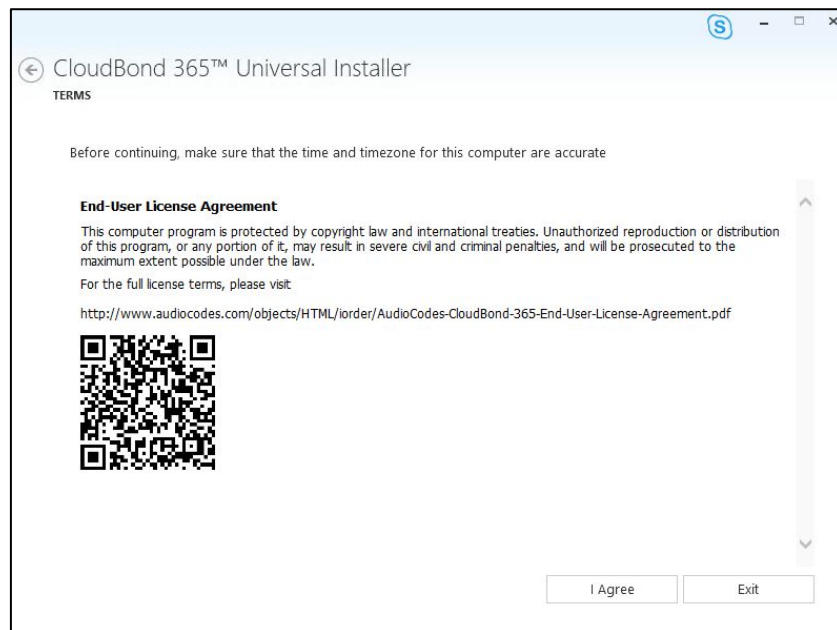 S
CloudBond 365™ Universal Installer
TERMS
Before continuing, make sure that the time and timezone for this computer are accurate
End-User License Agreement
This computer program is protected by copyright law and international treaties. Unauthorized reproduction or distribution
of this program, or any portion of it, may result in severe civil and criminal penalties, and will be prosecuted to the
maximum extent possible under the law.
For the full license terms, please visit
http://www.audiocodes.com/objects/HTML/iorder/AudioCodes-CloudBond-365-End-User-License-Agreement.pdf
I Agree
Exit